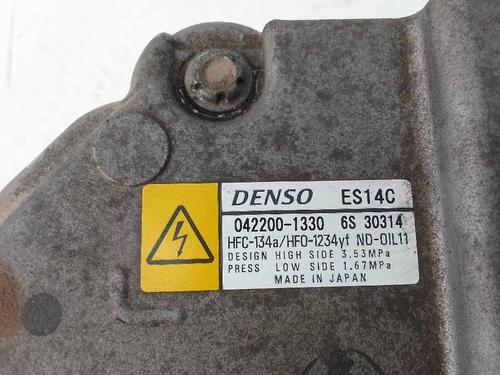 DENSO ES14C
042200-1330 6S 30314
HFC-134a/HFO-1234yf ND-OIL11
DESIGN HIGH SIDE 3.53MPa
PRESS LOW SIDE 1.67MPa
MADE IN JAPAN